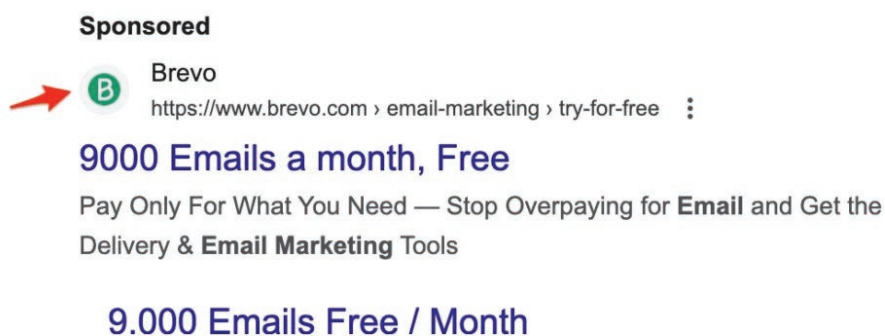 Sponsored
B
Brevo
https://www.brevo.com › email-marketing › try-for-free
9000 Emails a month, Free
Pay Only For What You Need — Stop Overpaying for Email and Get the
Delivery & Email Marketing Tools
9,000 Emails Free / Month